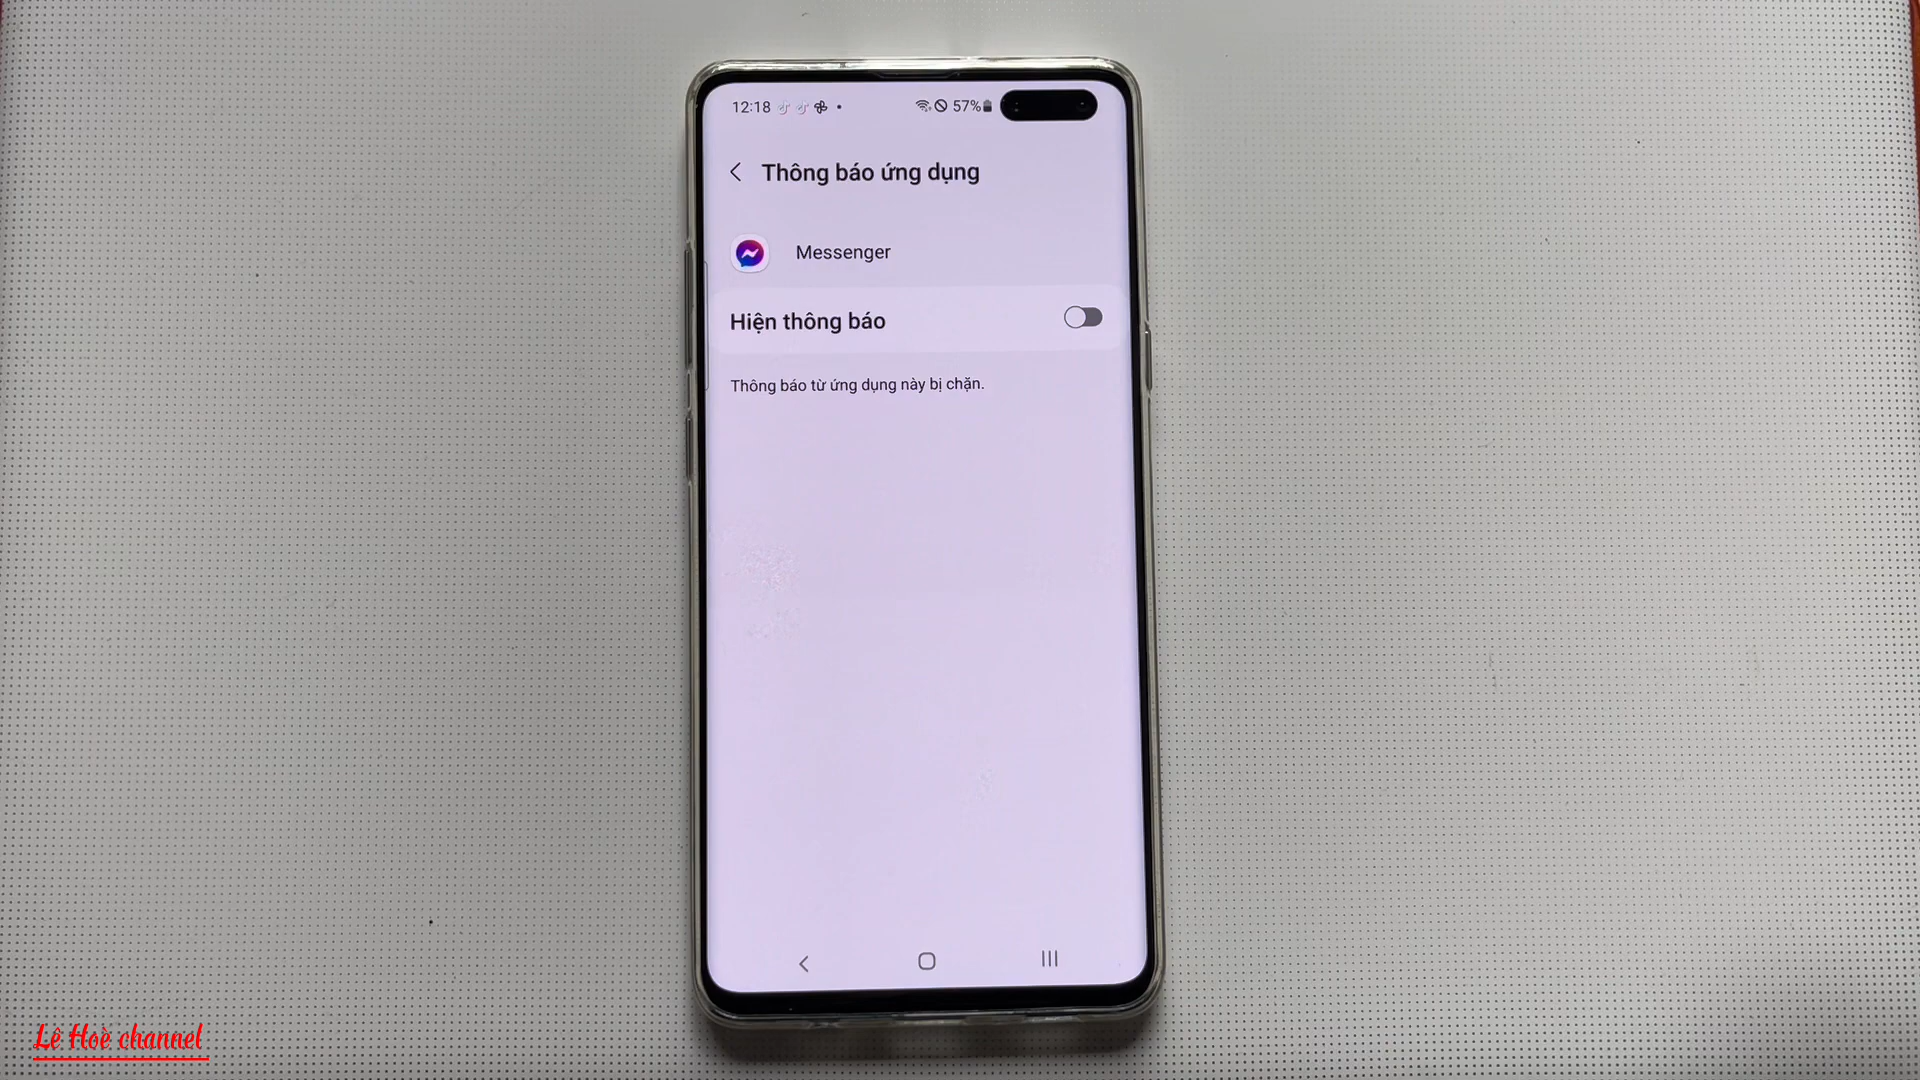 12:18
57%
Thông báo ứng dụng
Messenger
Hiện thông báo
Thông báo từ ứng dụng này bị chặn.
Lê Hoè channel